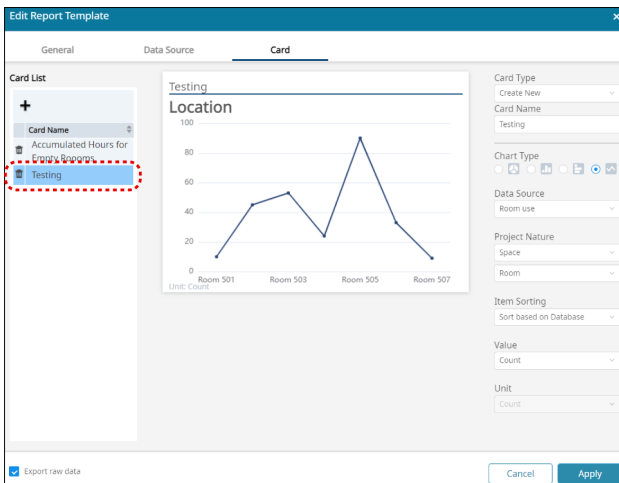 Edit Report Template
General
Data Source
Card
Card List
Card Name
Accumulated Hours for
Empty Roooms
Testing
Testing
Location
100
80
60
40
20
0
Room 501
Room 503
Room 505
Room 507
Unit: Count
Card Type
Create New
Card Name
Testing
Chart Type
Data Source
Room use
Project Nature
Space
Room
Item Sorting
Sort based on Database
Value
Count
Unit
Count
Export raw data
Cancel
Apply